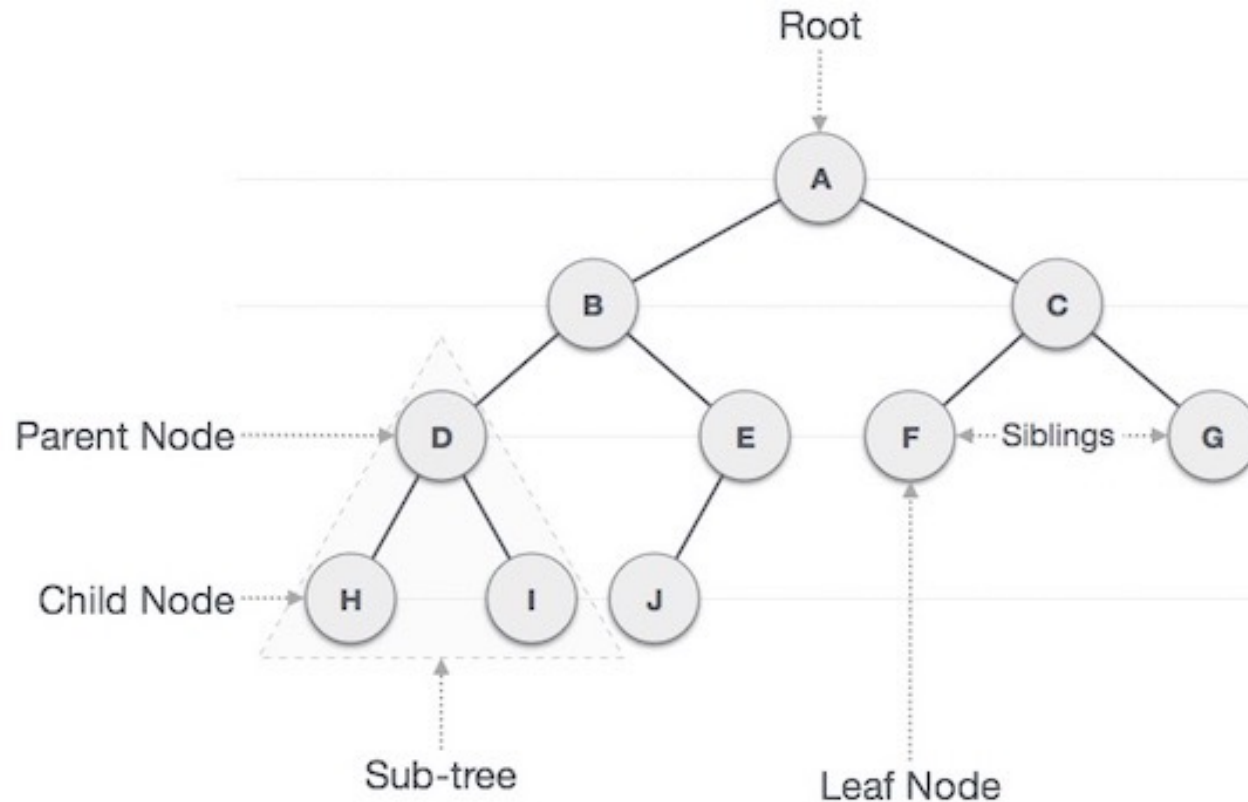 Root
A
B
C
Parent Node
D
E
F
Siblings
G
Child Node
H
I
J
Sub-tree
Leaf Node